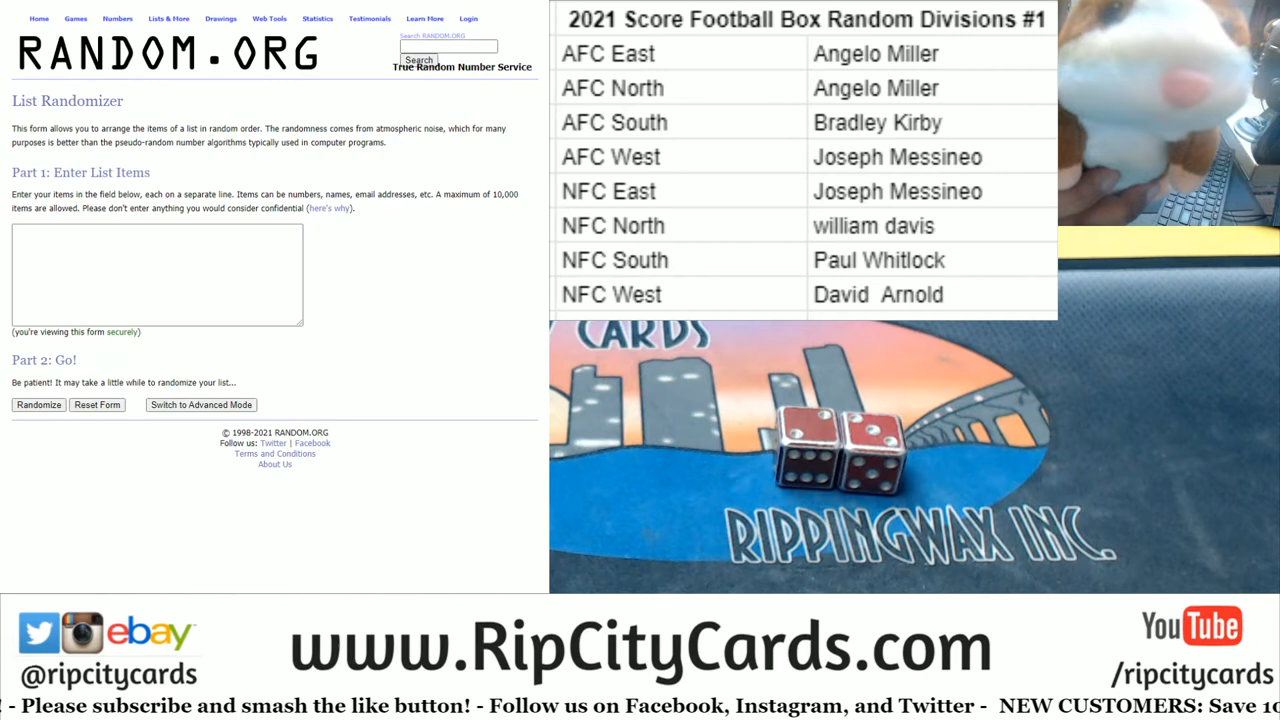 Home Games Numbers Lists & More Drawings Web Tools Statistics Testimonials Learn More Login
RANDOM.ORG
Search RANDOM.ORG
Search
True Random Number Service
List Randomizer
This form allows you to arrange the items of a list in random order. The randomness comes from atmospheric noise, which for many
purposes is better than the pseudo-random number algorithms typically used in computer programs.
Part 1: Enter List Items
Enter your items in the field below, each on a separate line. Items can be numbers, names, email addresses, etc. A maximum of 10,000
items are allowed. Please don't enter anything you would consider confidential (here's why).
(you're viewing this form securely)
Part 2: Go!
Be patient! It may take a little while to randomize your list...
Randomize Reset Form Switch to Advanced Mode
© 1998-2021 RANDOM.ORG
Follow us: Twitter | Facebook
Terms and Conditions
About Us
2021 Score Football Box Random Divisions #1
AFC East Angelo Miller
AFC North Angelo Miller
AFC South Bradley Kirby
AFC West Joseph Messineo
NFC East Joseph Messineo
NFC North william davis
NFC South Paul Whitlock
NFC West David Arnold
CARDS
RIPPINGWAX INC.
ebay
@ripcitycards
www.RipCityCards.com
YouTube
/ripcitycards
! - Please subscribe and smash the like button! - Follow us on Facebook, Instagram, and Twitter - NEW CUSTOMERS: Save 10